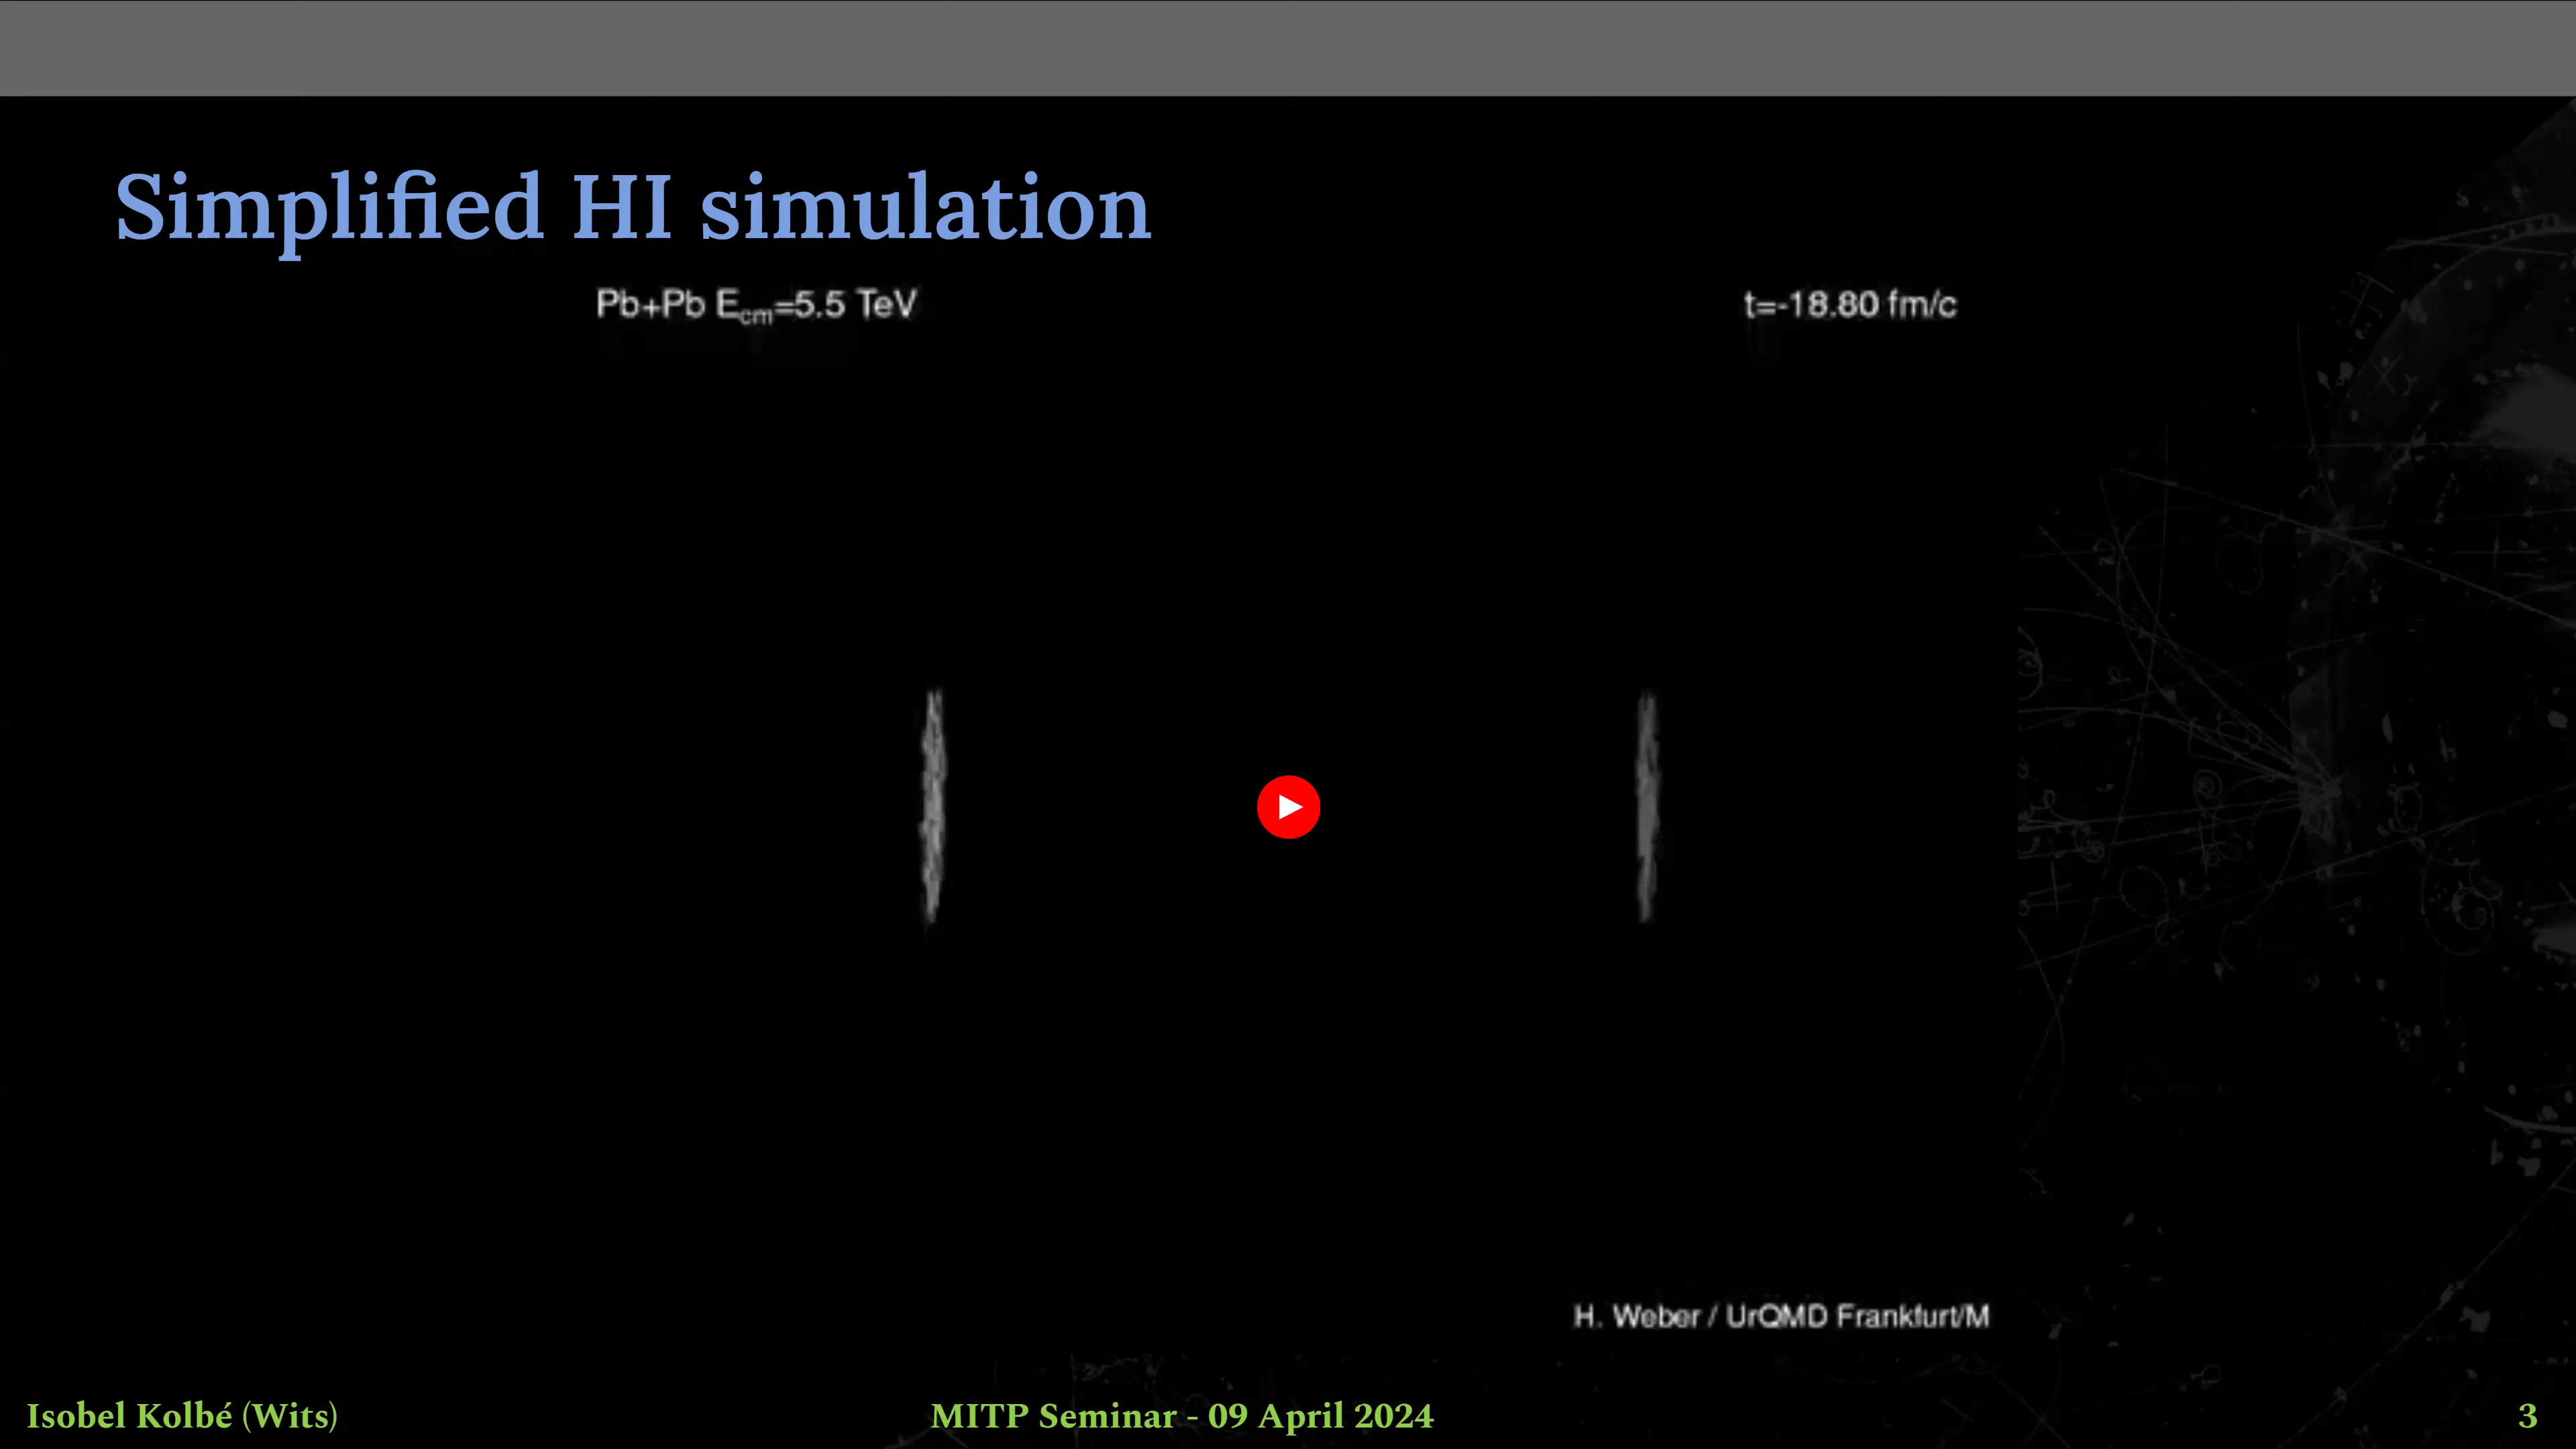 Simplified HI simulation
Pb+Pb Ecm=5.5 TeV
t=-18.80 fm/c
H. Weber / UrQMD Frankfurt/M
Isobel Kolbé (Wits)
MITP Seminar - 09 April 2024
3